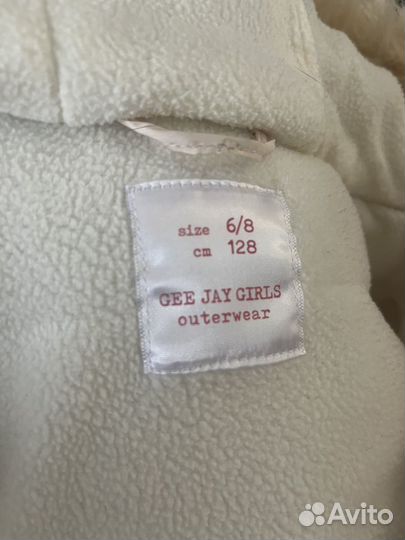 size 6/8
cm 128
GEE JAY GIRLS
outerwear
Avito